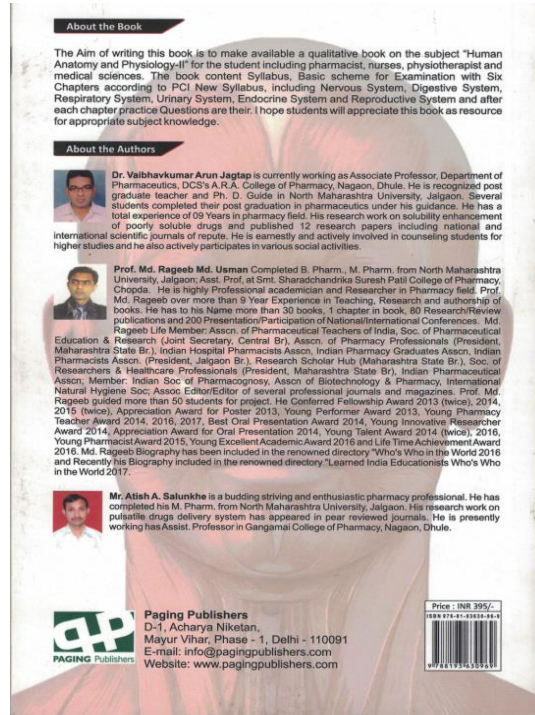 About the Book
The Aim of writing this book is to make available a qualitative book on the subject "Human
Anatomy and Physiology-II" for the student including pharmacist, nurses, physiotherapist and
medical sciences. The book content Syllabus, Basic scheme for Examination with Six
Chapters according to PCI New Syllabus, including Nervous System, Digestive System,
Respiratory System, Urinary System, Endocrine System and Reproductive System and after
each chapter practice Questions are their. I hope students will appreciate this book as resource
for appropriate subject knowledge.
About the Authors
Dr. Vaibhavkumar Arun Jagtap is currently working as Associate Professor, Department of
Pharmaceutics, DCS's A.R.A. College of Pharmacy, Nagaon, Dhule. He is recognized post
graduate teacher and Ph. D. Guide in North Maharashtra University, Jalgaon. Several
students completed their post graduation in pharmaceutics under his guidance. He has a
total experience of 09 Years in pharmacy field. His research work on solubility enhancement
of poorly soluble drugs and published 12 research papers including national and
international scientific journals of repute. He is earnestly and actively involved in counseling students for
higher studies and he also actively participates in various social activities.
Prof. Md. Rageeb Md. Usman Completed B. Pharm., M. Pharm. from North Maharashtra
University, Jalgaon; Asst. Prof, at Smt. Sharadchandrika Suresh Patil College of Pharmacy,
Chopda. He is highly Professional academician and Researcher in Pharmacy field. Prof.
Md. Rageeb over more than 9 Year Experience in Teaching, Research and authorship of
books. He has to his Name more than 30 books, 1 chapter in book, 80 Research/Review
publications and 200 Presentation/Participation of National/International Conferences. Md.
Rageeb Life Member: Asscn. of Pharmaceutical Teachers of India, Soc. of Pharmaceutical
Education & Research (Joint Secretary, Central Br), Asscn. of Pharmacy Professionals (President,
Maharashtra State Br.), Indian Hospital Pharmacists Asscn, Indian Pharmacy Graduates Asscn. Indian
Pharmacists Asscn. (President, Jalgaon Br.), Research Scholar Hub (Maharashtra State Br.), Soc. of
Researchers & Healthcare Professionals (President, Maharashtra State Br), Indian Pharmaceutical
Asscn; Member: Indian Soc of Pharmacognosy, Asscn of Biotechnology & Pharmacy, International
Natural Hygiene Soc; Assoc Editor/Editor of several professional journals and magazines. Prof. Md.
Rageeb guided more than 50 students for project. He Conferred Fellowship Award 2013 (twice), 2014,
2015 (twice), Appreciation Award for Poster 2013, Young Performer Award 2013, Young Pharmacy
Teacher Award 2014, 2016, 2017, Best Oral Presentation Award 2014, Young Innovative Researcher
Award 2014, Appreciation Award for Oral Presentation 2014, Young Talent Award 2014 (twice), 2016,
Young Pharmacist Award 2015, Young Excellent Academic Award 2016 and Life Time Achievement Award
2016. Md. Rageeb Biography has been included in the renowned directory "Who's Who in the World 2016
and Recently his Biography included in the renowned directory "Learned India Educationists Who's Who
in the World 2017.
Mr. Atish A. Salunkhe is a budding striving and enthusiastic pharmacy professional. He has
completed his M. Pharm. from North Maharashtra University, Jalgaon. His research work on
pulsatile drugs delivery system has appeared in pear reviewed journals. He is presently
working has Assist. Professor in Gangamai College of Pharmacy, Nagaon, Dhule.
PAGING Publishers
Paging Publishers
D-1, Acharya Niketan,
Mayur Vihar, Phase - 1, Delhi - 110091
E-mail: info@pagingpublishers.com
Website: www.pagingpublishers.com
Price : INR 395/-
ISBN 978-81-93630-96-9
9 788193 630969